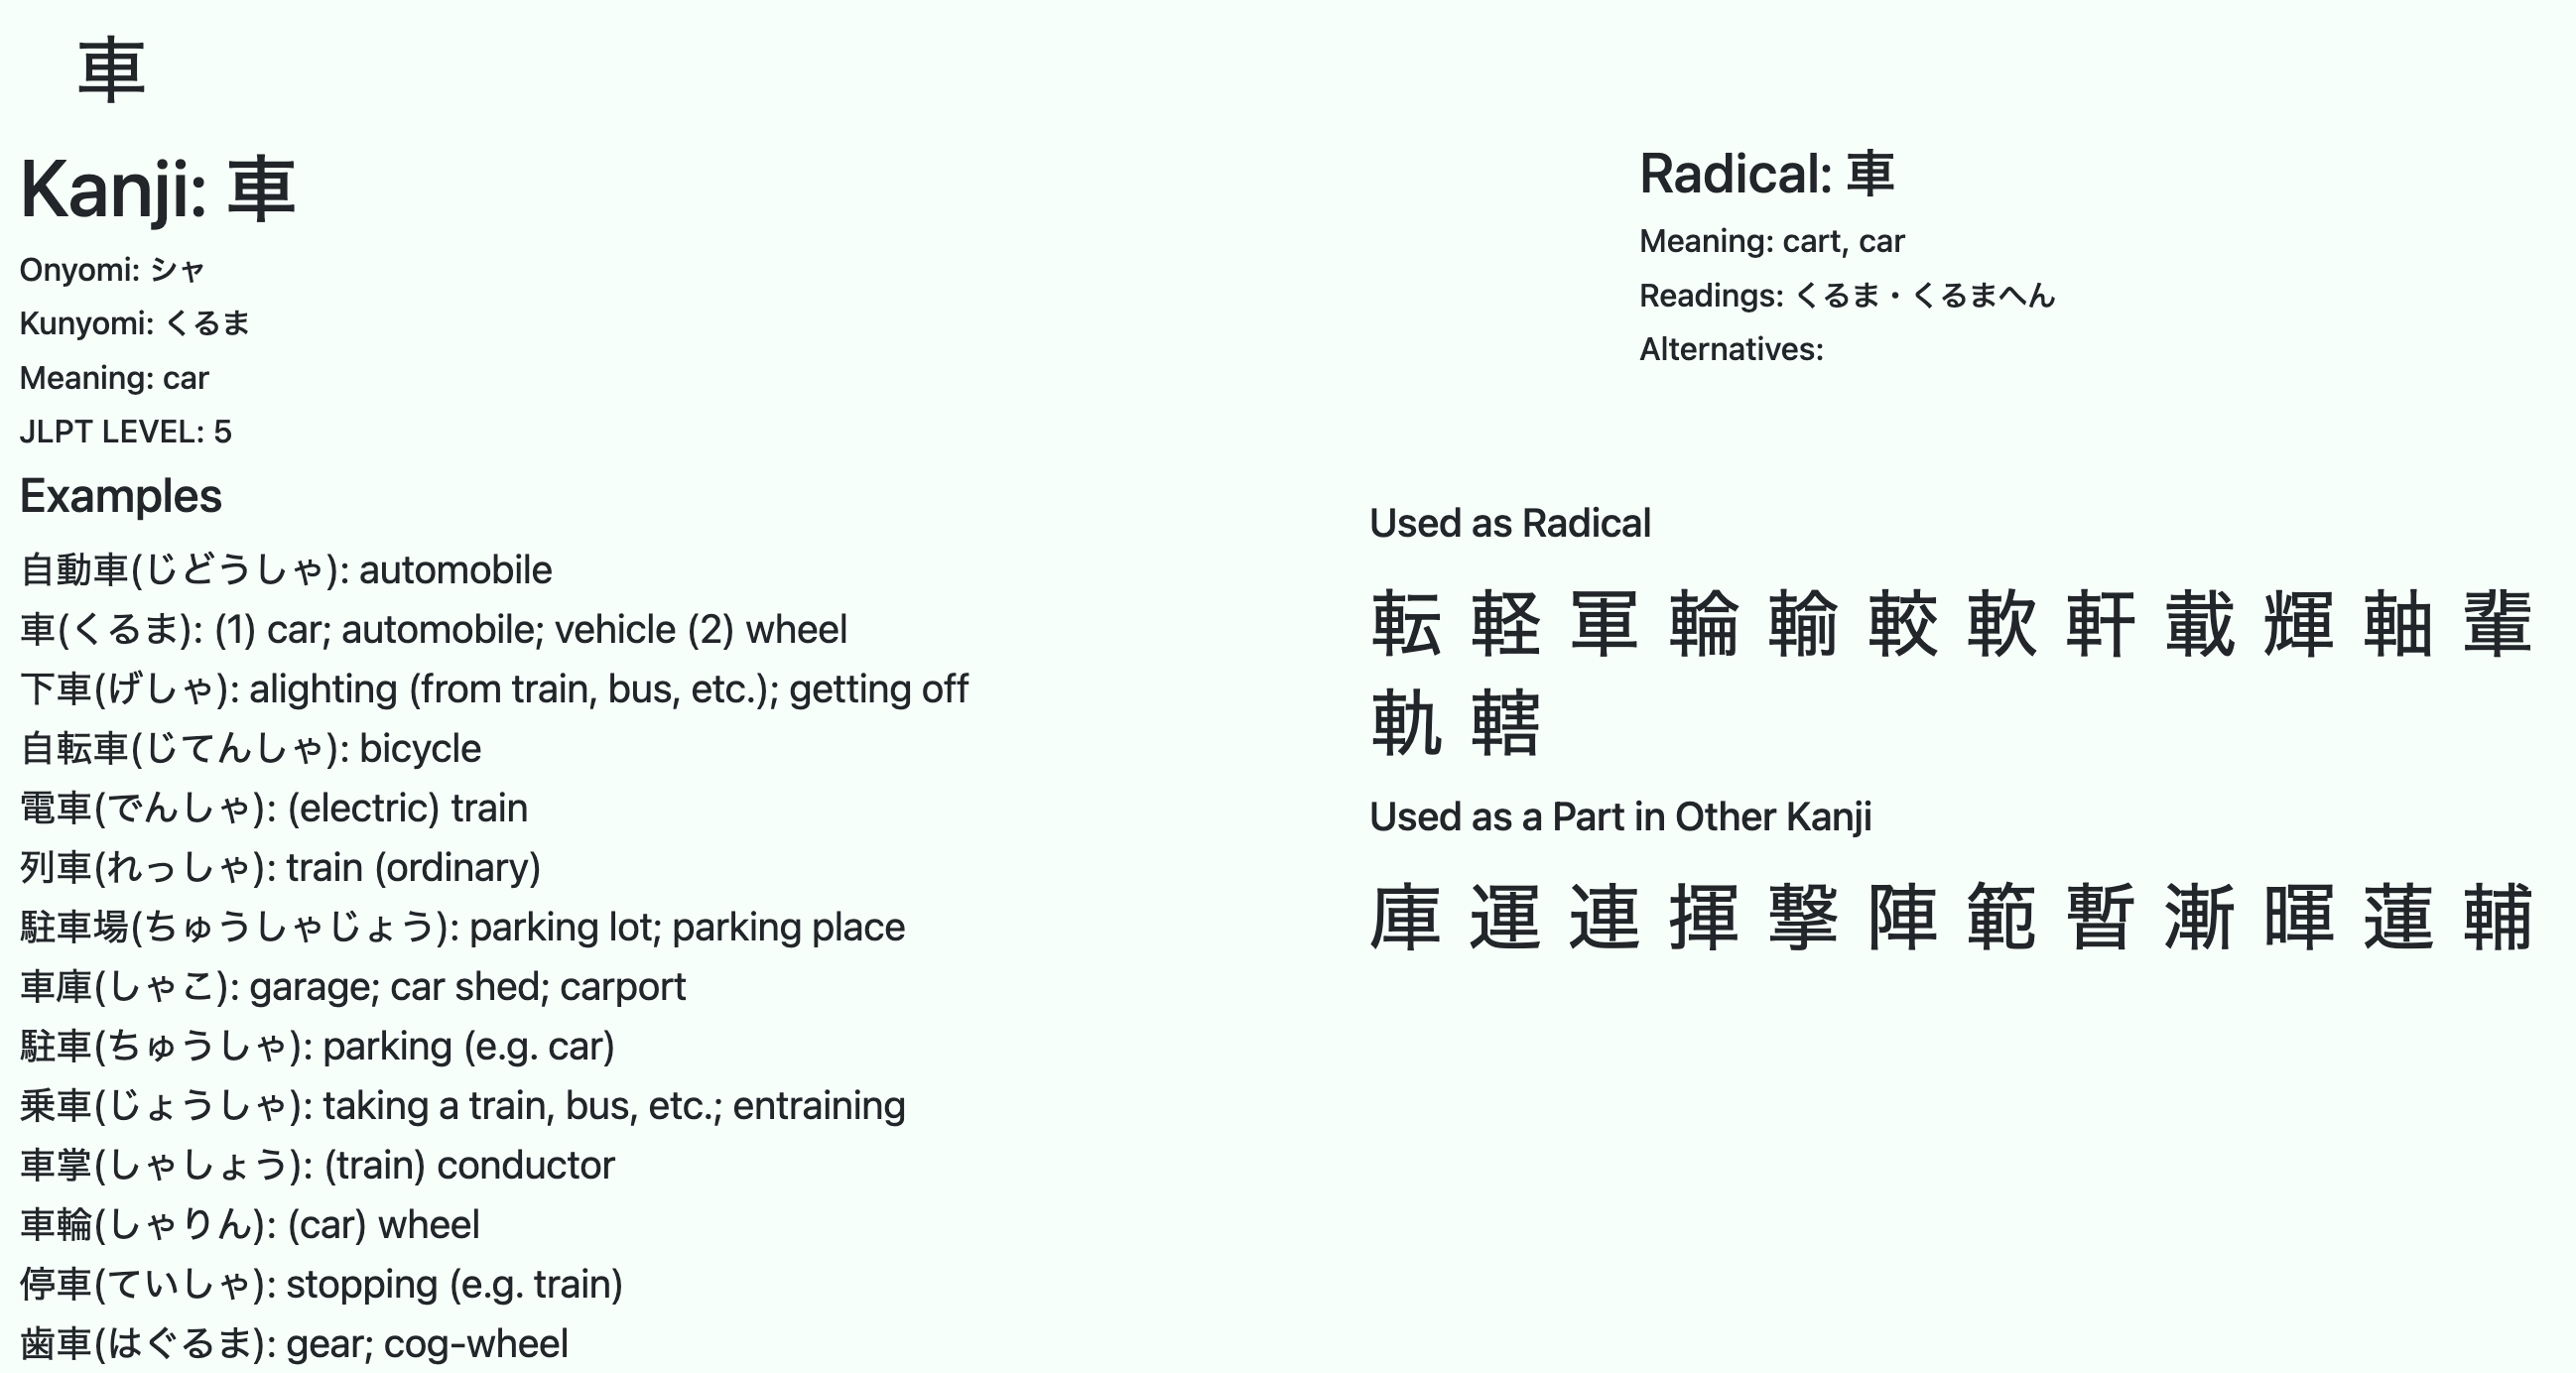 車
Kanji: 車
Onyomi: シャ
Kunyomi: くるま
Meaning: car
JLPT LEVEL: 5
Examples
自動車(じどうしゃ): automobile
車(くるま): (1) car; automobile; vehicle (2) wheel
下車(げしゃ): alighting (from train, bus, etc.); getting off
自転車(じてんしゃ): bicycle
電車(でんしゃ): (electric) train
列車(れっしゃ): train (ordinary)
駐車場(ちゅうしゃじょう): parking lot; parking place
車庫(しゃこ): garage; car shed; carport
駐車(ちゅうしゃ): parking (e.g. car)
乗車(じょうしゃ): taking a train, bus, etc.; entraining
車掌(しゃしょう): (train) conductor
車輪(しゃりん): (car) wheel
停車(ていしゃ): stopping (e.g. train)
歯車(はぐるま): gear; cog-wheel
Radical: 車
Meaning: cart, car
Readings: くるま・くるまへん
Alternatives:
Used as Radical
転 軽 軍 輪 輸 較 軟 軒 載 輝 軸 輩
軌 轄
Used as a Part in Other Kanji
庫 運 連 揮 撃 陣 範 暫 漸 暉 蓮 輔